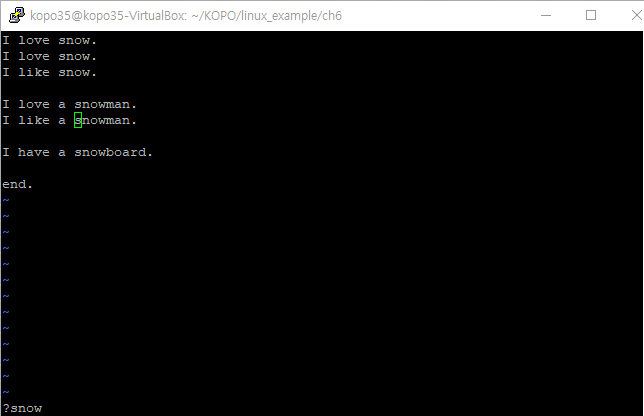 kopo35@kopo35-VirtualBox: ~/KOPO/linux_example/ch6
I love snow.
I love snow.
I like snow.
I love a snowman.
I like a snowman.
I have a snowboard.
end.
~
~
~
~
~
~
~
~
~
~
~
~
~
?snow